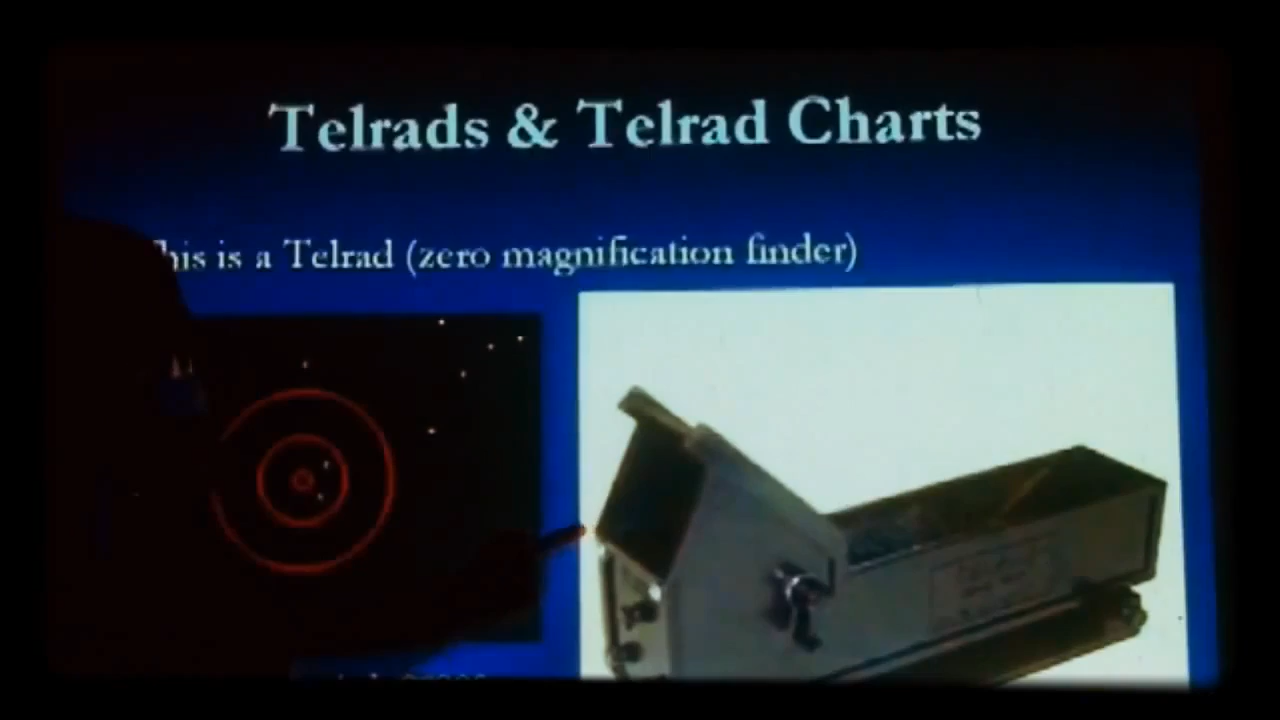 Telrads & Telrad Charts
his is a Telrad (zero magnification finder)